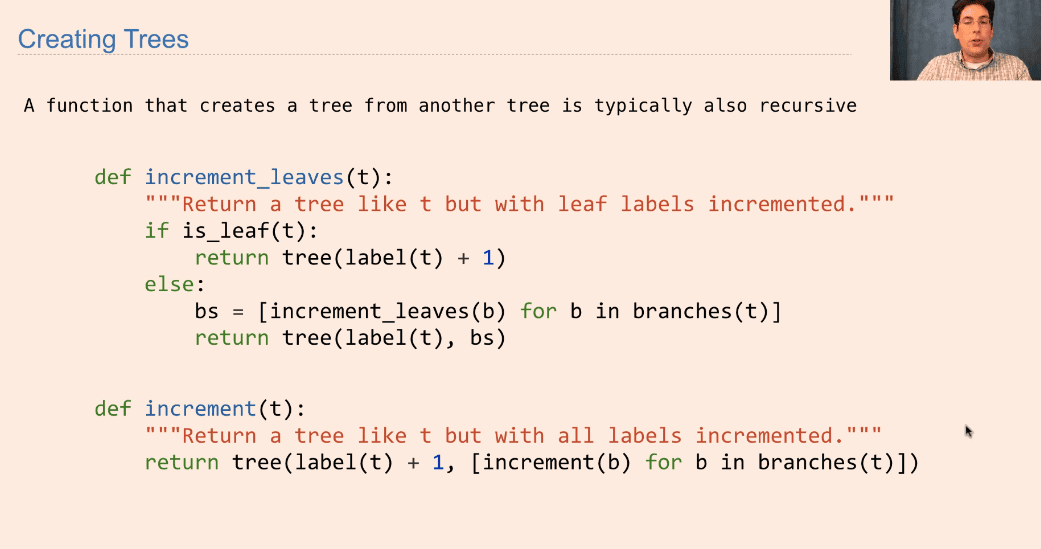 Creating Trees
A function that creates a tree from another tree is typically also recursive
def increment_leaves(t):
    """Return a tree like t but with leaf labels incremented."""
    if is_leaf(t):
        return tree(label(t) + 1)
    else:
        bs = [increment_leaves(b) for b in branches(t)]
        return tree(label(t), bs)
def increment(t):
    """Return a tree like t but with all labels incremented."""
    return tree(label(t) + 1, [increment(b) for b in branches(t)])